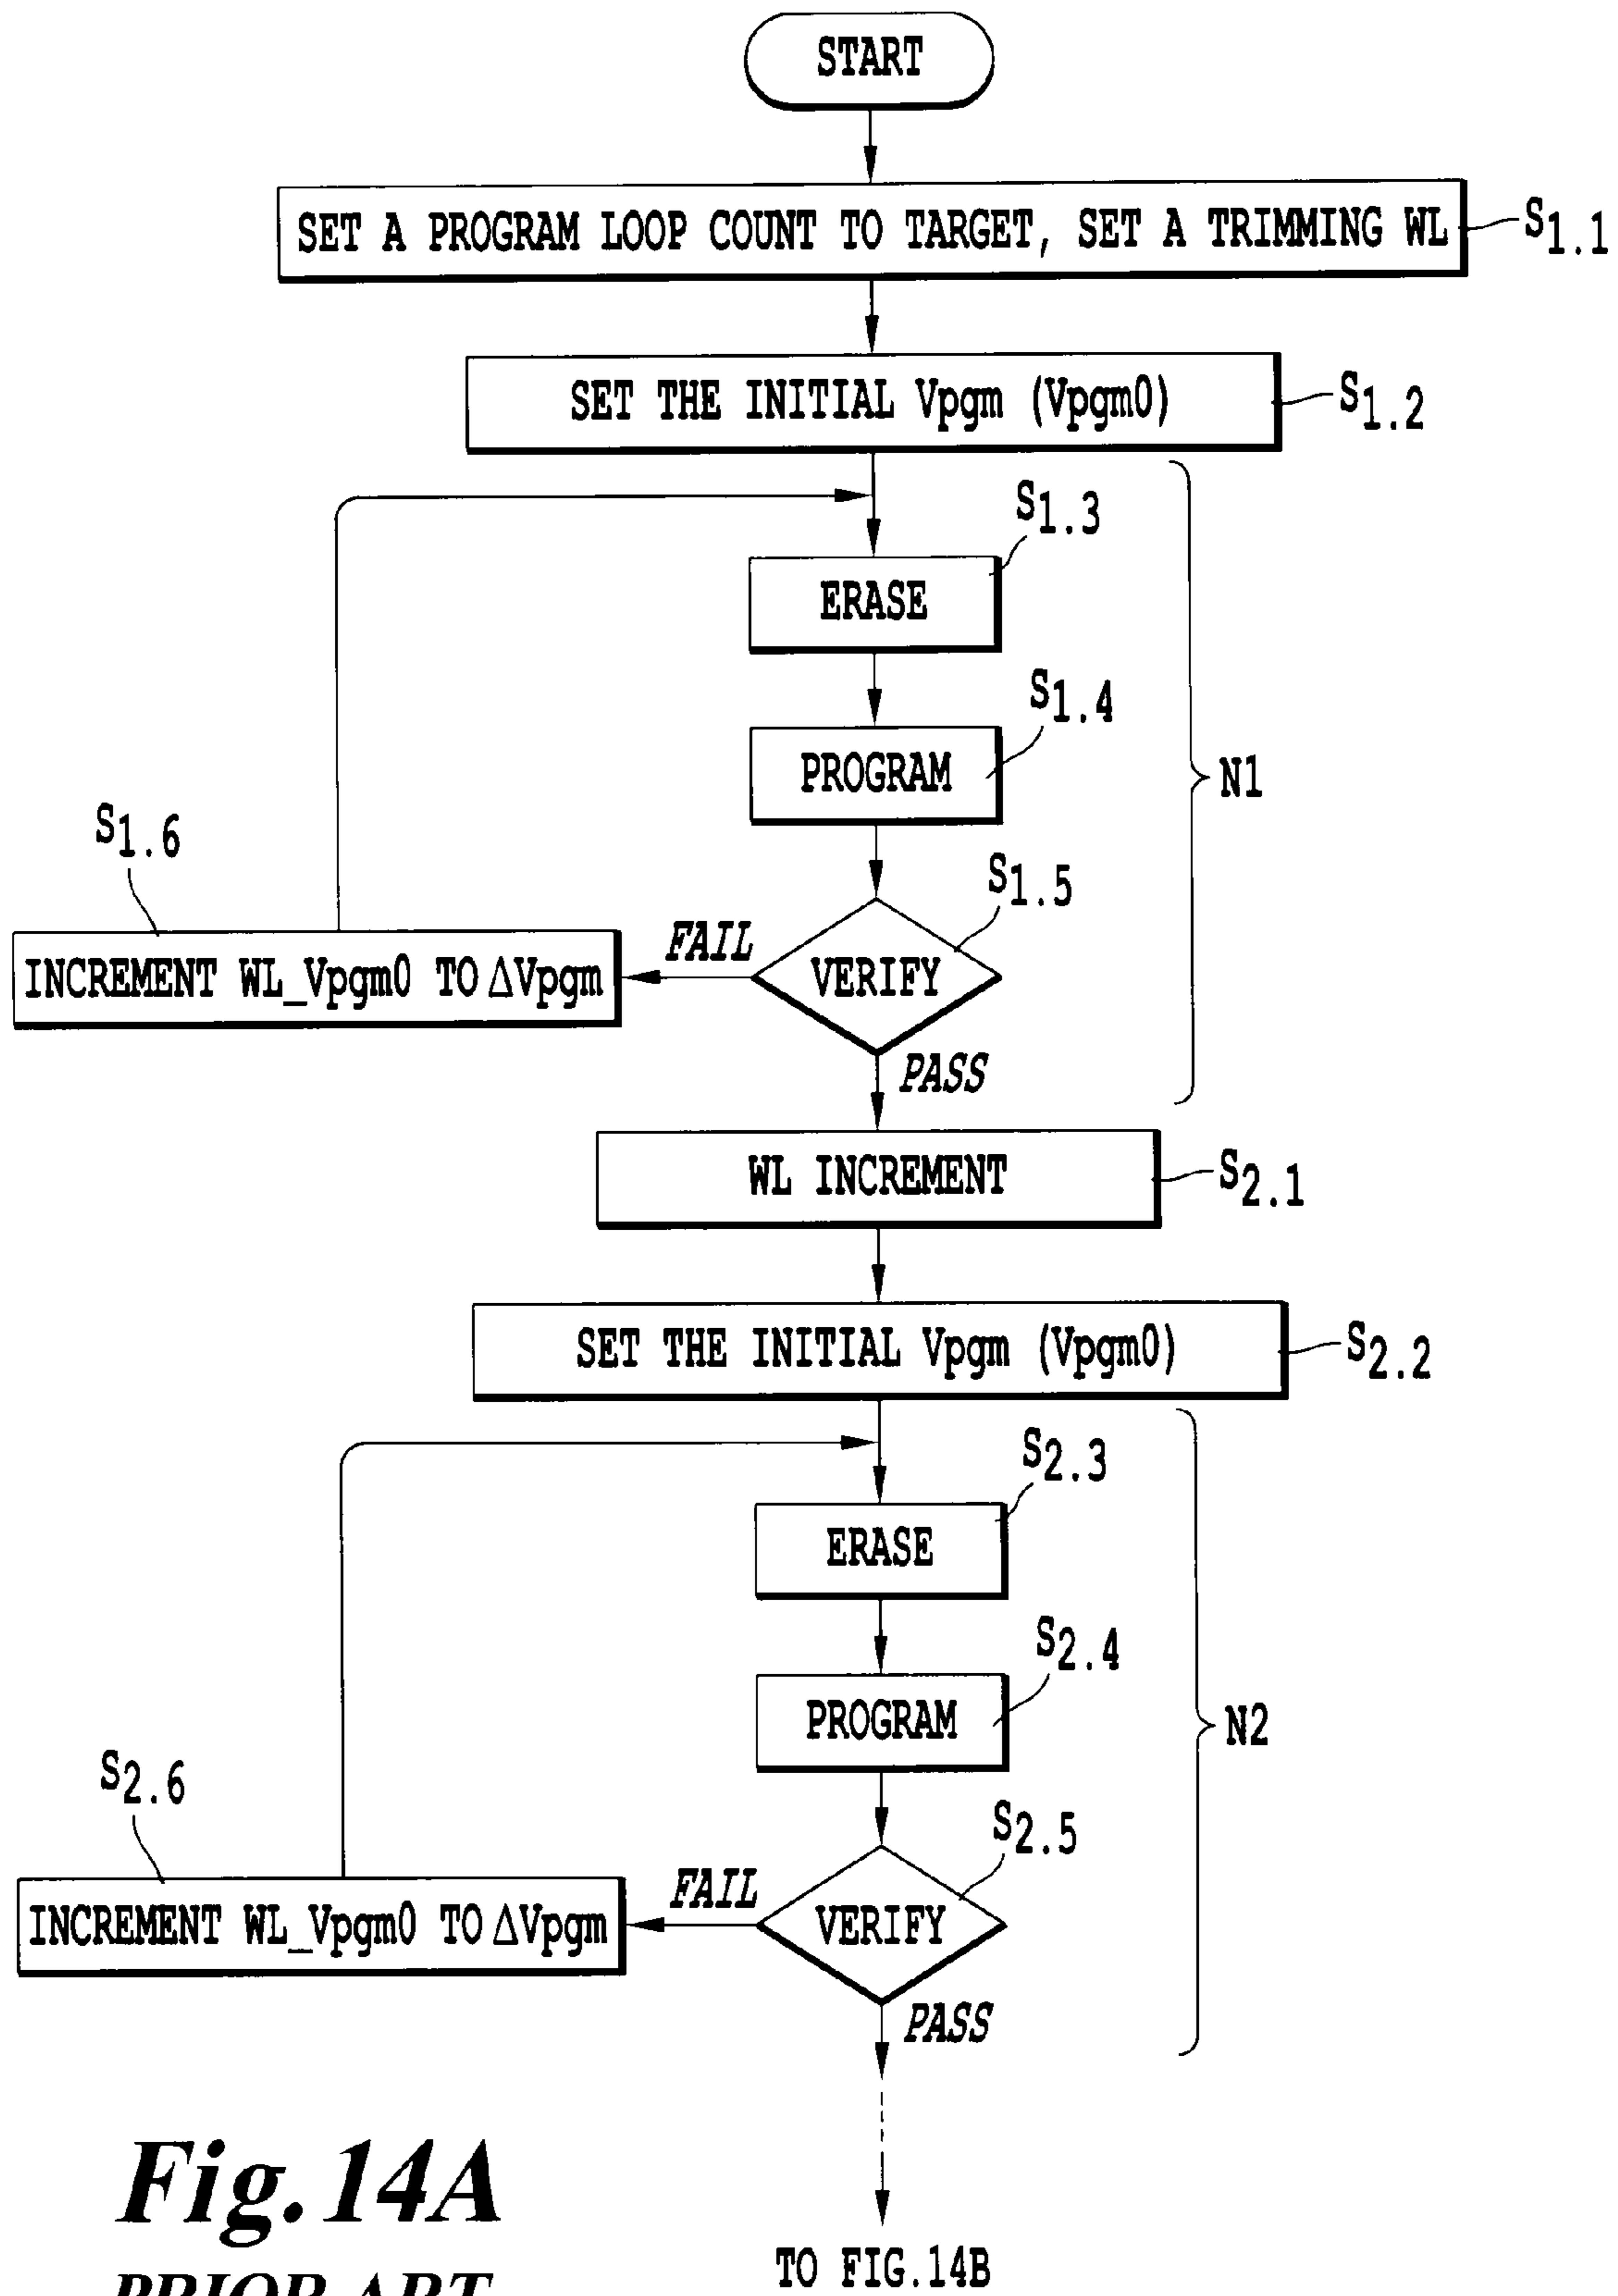 START
SET A PROGRAM LOOP COUNT TO TARGET, SET A TRIMMING WL
S1.1
SET THE INITIAL Vpgm (Vpgm0)
S1.2
S1.3
ERASE
S1.4
PROGRAM
N1
S1.6
S1.5
INCREMENT WL_Vpgm0 TO ΔVpgm
FAIL
VERIFY
PASS
WL INCREMENT
S2.1
SET THE INITIAL Vpgm (Vpgm0)
S2.2
S2.3
ERASE
S2.4
PROGRAM
N2
S2.6
S2.5
INCREMENT WL_Vpgm0 TO ΔVpgm
FAIL
VERIFY
PASS
Fig.14A
PRIOR ART
TO FIG.14B